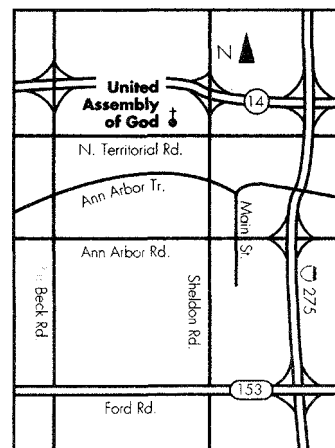 N
United
Assembly
of God
14
N. Territorial Rd.
Ann Arbor Tr.
Main St.
Ann Arbor Rd.
Beck Rd
Sheldon Rd.
275
153
Ford Rd.